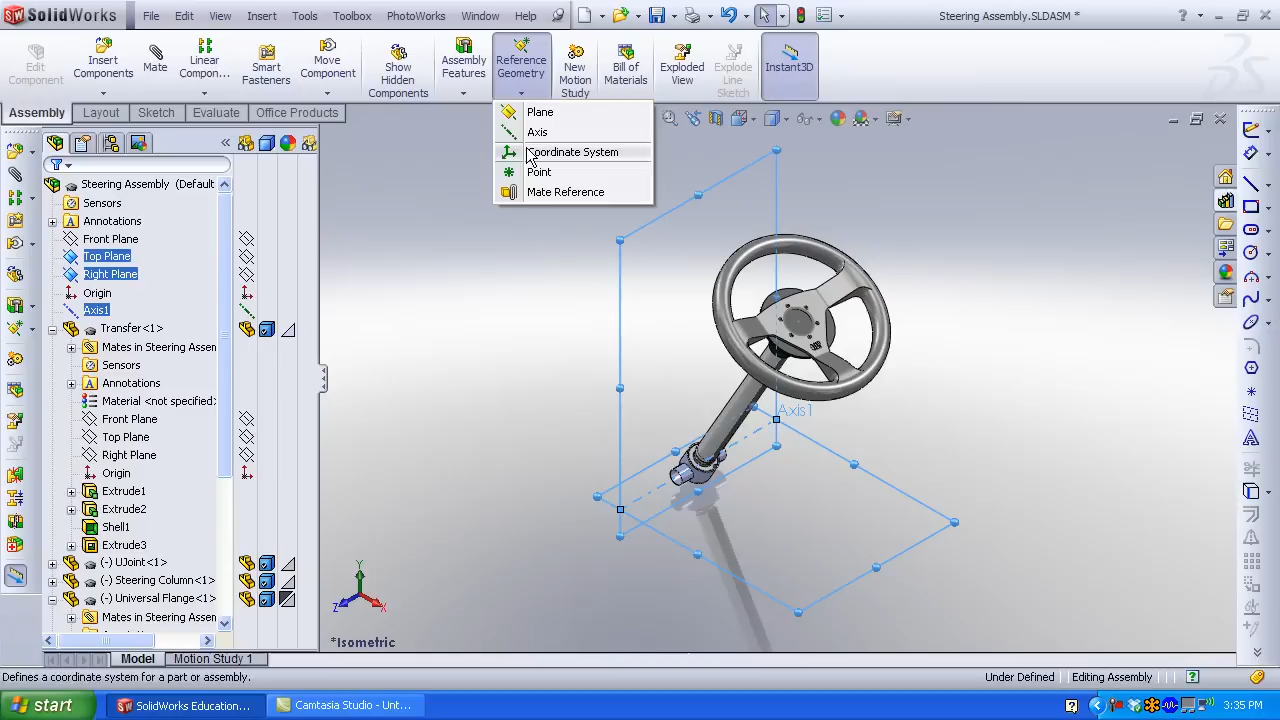 SolidWorks File Edit View Insert Tools Toolbox PhotoWorks Window Help Steering Assembly.SLDASM *
Edit Component
Insert Components
Mate
Linear Compon...
Smart Fasteners
Move Component
Show Hidden Components
Assembly Features
Reference Geometry
New Motion Study
Bill of Materials
Exploded View
Explode Line Sketch
Instant3D
Assembly Layout Sketch Evaluate Office Products
Plane
Axis
Coordinate System
Point
Mate Reference
Steering Assembly (Default
Sensors
Annotations
Front Plane
Top Plane
Right Plane
Origin
Axis1
Transfer<1>
Mates in Steering Assem
Sensors
Annotations
Material <not specified>
Front Plane
Top Plane
Right Plane
Origin
Extrude1
Extrude2
Shell1
Extrude3
(-) UJoint<1>
(-) Steering Column<1>
(-) Universal Flange<1>
Mates in Steering Assem
Axis1
Y
Z
X
*Isometric
Model Motion Study 1
Defines a coordinate system for a part or assembly. Under Defined Editing Assembly
start SolidWorks Education... Camtasia Studio - Unt... 3:35 PM